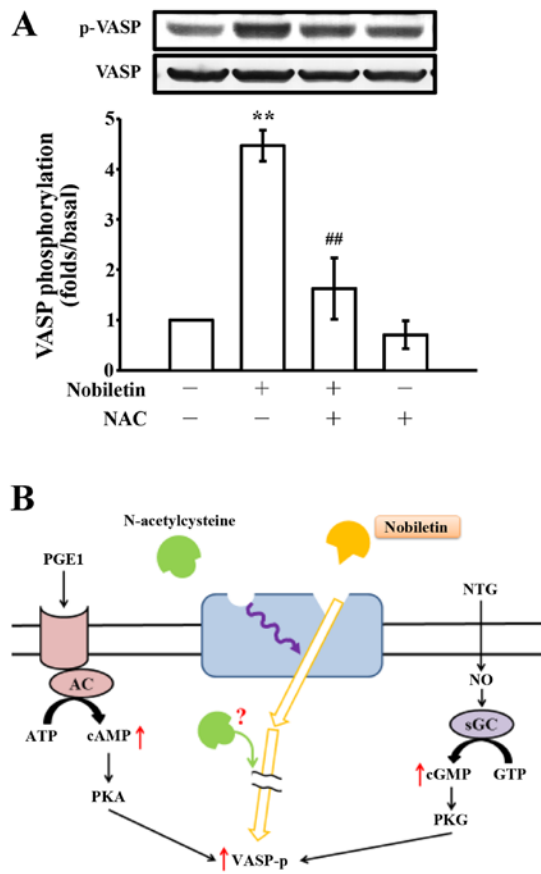 A
p-VASP
VASP
VASP phosphorylation
(folds/basal)
5
4
3
2
1
0
**
##
Nobiletin − + + −
NAC − − + +
B
N-acetylcysteine
Nobiletin
PGE1
NTG
AC
NO
?
sGC
ATP
cAMP
cGMP
GTP
PKA
PKG
VASP-p